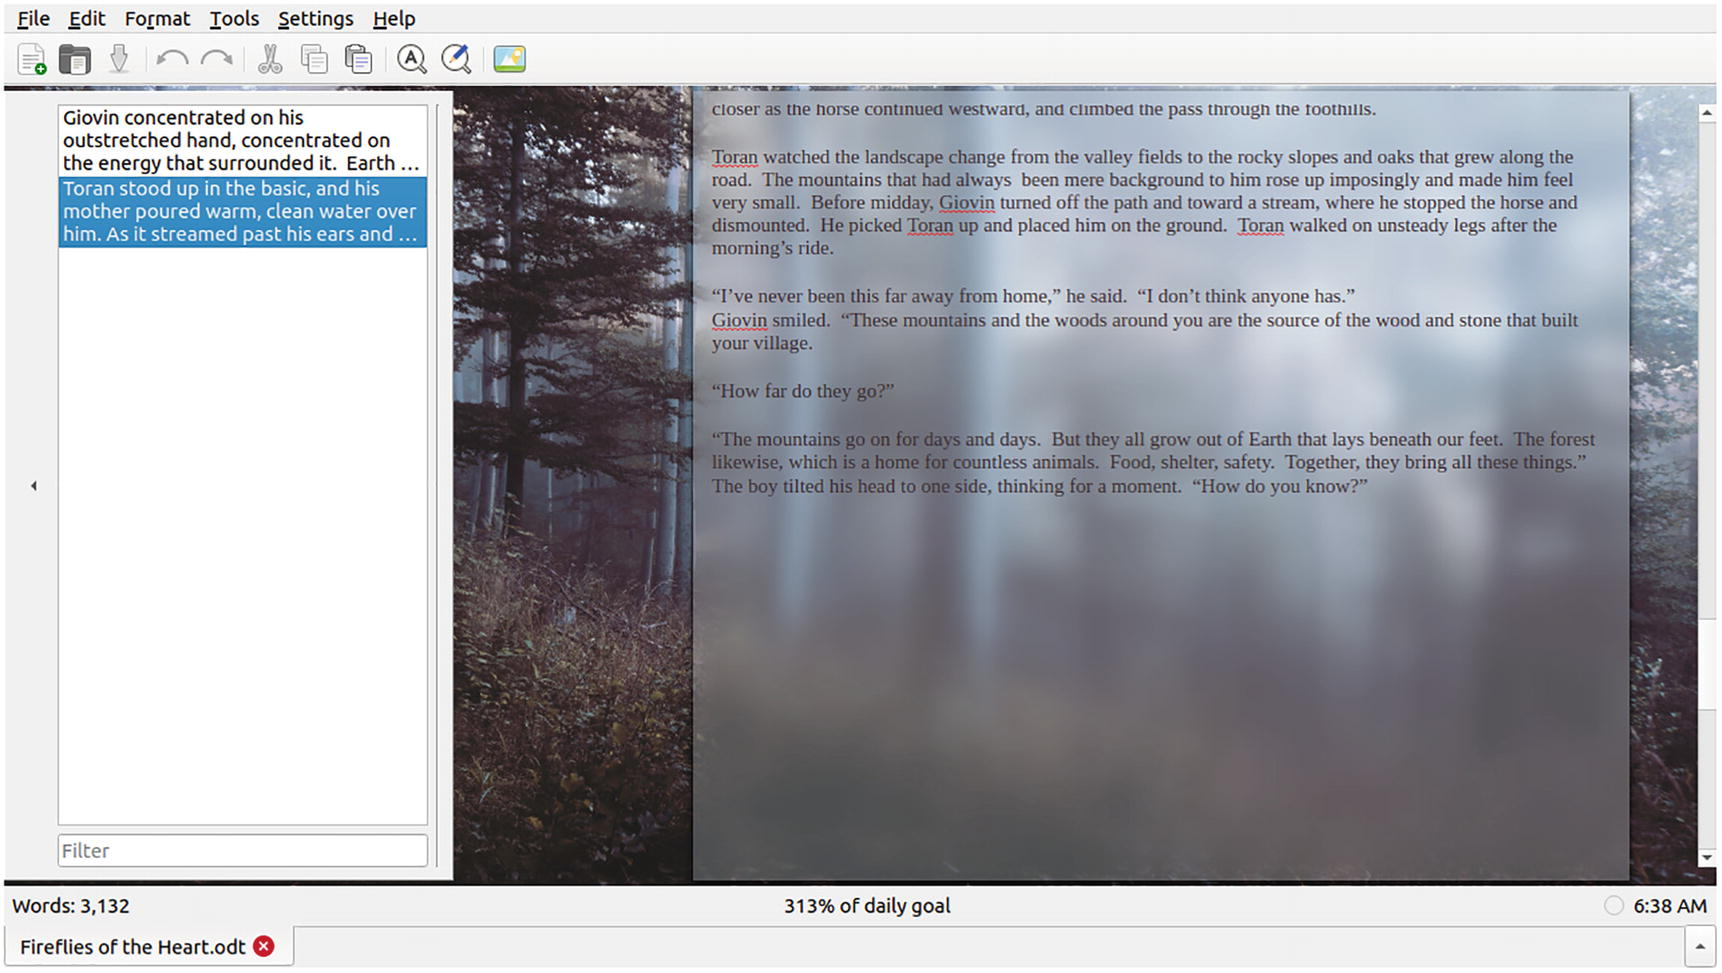 File Edit Format Tools Settings Help
Giovin concentrated on his
outstretched hand, concentrated on
the energy that surrounded it.  Earth ...
Toran stood up in the basic, and his
mother poured warm, clean water over
him. As it streamed past his ears and ...
Filter
closer as the horse continued westward, and climbed the pass through the foothills.
Toran watched the landscape change from the valley fields to the rocky slopes and oaks that grew along the
road.  The mountains that had always  been mere background to him rose up imposingly and made him feel
very small.  Before midday, Giovin turned off the path and toward a stream, where he stopped the horse and
dismounted.  He picked Toran up and placed him on the ground.  Toran walked on unsteady legs after the
morning’s ride.
“I’ve never been this far away from home,” he said.  “I don’t think anyone has.”
Giovin smiled.  “These mountains and the woods around you are the source of the wood and stone that built
your village.
“How far do they go?”
“The mountains go on for days and days.  But they all grow out of Earth that lays beneath our feet.  The forest
likewise, which is a home for countless animals.  Food, shelter, safety.  Together, they bring all these things.”
The boy tilted his head to one side, thinking for a moment.  “How do you know?”
Words: 3,132
313% of daily goal
6:38 AM
Fireflies of the Heart.odt